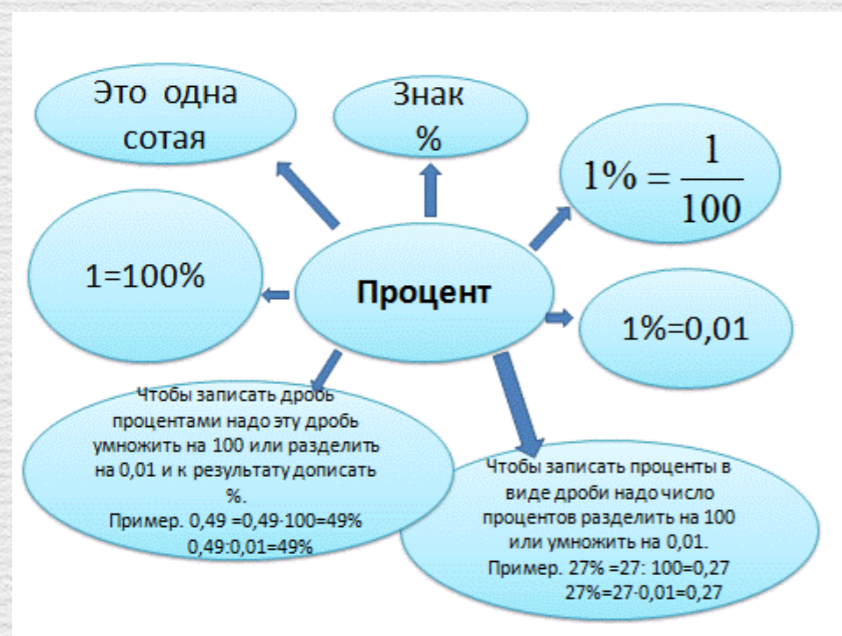 Это одна
сотая
Знак
%
1% = 1/100
1=100%
Процент
1%=0,01
Чтобы записать дробь
процентами надо эту дробь
умножить на 100 или разделить
на 0,01 и к результату дописать
%.
Пример. 0,49 =0,49·100=49%
0,49:0,01=49%
Чтобы записать проценты в
виде дроби надо число
процентов разделить на 100
или умножить на 0,01.
Пример. 27% =27: 100=0,27
27%=27·0,01=0,27